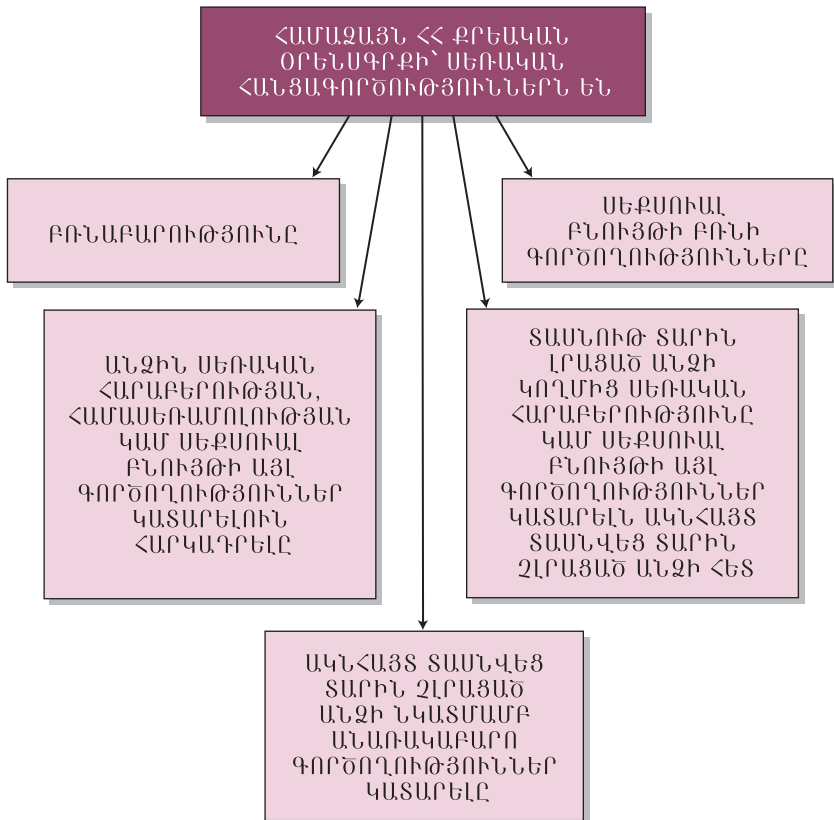 ՀԱՄԱՁԱՅՆ ՀՀ ՔՐԵԱԿԱՆ
ՕՐԵՆՍԳՐՔԻ՝ ՍԵՌԱԿԱՆ
ՀԱՆՑԱԳՈՐԾՈՒԹՅՈՒՆՆԵՐՆ ԵՆ
ԲՌՆԱԲԱՐՈՒԹՅՈՒՆԸ
ՍԵՔՍՈՒԱԼ
ԲՆՈՒՅԹԻ ԲՌՆԻ
ԳՈՐԾՈՂՈՒԹՅՈՒՆՆԵՐԸ
ԱՆՁԻՆ ՍԵՌԱԿԱՆ
ՀԱՐԱԲԵՐՈՒԹՅԱՆ,
ՀԱՄԱՍԵՌԱՄՈԼՈՒԹՅԱՆ
ԿԱՄ ՍԵՔՍՈՒԱԼ
ԲՆՈՒՅԹԻ ԱՅԼ
ԳՈՐԾՈՂՈՒԹՅՈՒՆՆԵՐ
ԿԱՏԱՐԵԼՈՒՆ
ՀԱՐԿԱԴՐԵԼԸ
ՏԱՍՆՈՒԹ ՏԱՐԻՆ
ԼՐԱՑԱԾ ԱՆՁԻ
ԿՈՂՄԻՑ ՍԵՌԱԿԱՆ
ՀԱՐԱԲԵՐՈՒԹՅՈՒՆԸ
ԿԱՄ ՍԵՔՍՈՒԱԼ
ԲՆՈՒՅԹԻ ԱՅԼ
ԳՈՐԾՈՂՈՒԹՅՈՒՆՆԵՐ
ԿԱՏԱՐԵԼՆ ԱԿՆՀԱՅՏ
ՏԱՍՆՎԵՑ ՏԱՐԻՆ
ՉԼՐԱՑԱԾ ԱՆՁԻ ՀԵՏ
ԱԿՆՀԱՅՏ ՏԱՍՆՎԵՑ
ՏԱՐԻՆ ՉԼՐԱՑԱԾ
ԱՆՁԻ ՆԿԱՏՄԱՄԲ
ԱՆԱՌԱԿԱԲԱՐՈ
ԳՈՐԾՈՂՈՒԹՅՈՒՆՆԵՐ
ԿԱՏԱՐԵԼԸ